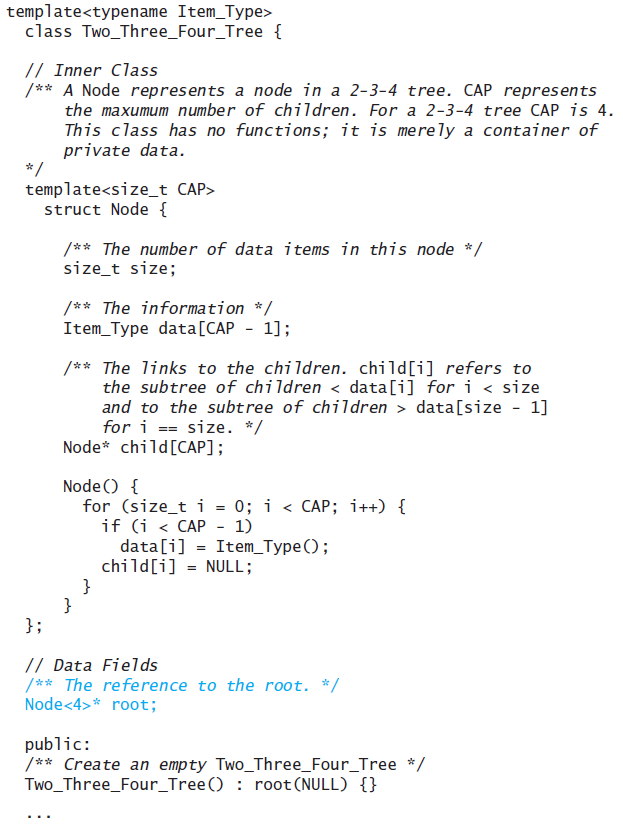 template<typename Item_Type>
  class Two_Three_Four_Tree {

  // Inner Class
  /** A Node represents a node in a 2-3-4 tree. CAP represents
      the maxumum number of children. For a 2-3-4 tree CAP is 4.
      This class has no functions; it is merely a container of
      private data.
  */
  template<size_t CAP>
    struct Node {

      /** The number of data items in this node */
      size_t size;

      /** The information */
      Item_Type data[CAP - 1];

      /** The links to the children. child[i] refers to
          the subtree of children < data[i] for i < size
          and to the subtree of children > data[size - 1]
          for i == size. */
      Node* child[CAP];

      Node() {
        for (size_t i = 0; i < CAP; i++) {
          if (i < CAP - 1)
            data[i] = Item_Type();
          child[i] = NULL;
        }
      }
  };

  // Data Fields
  /** The reference to the root. */
  Node<4>* root;

  public:
  /** Create an empty Two_Three_Four_Tree */
  Two_Three_Four_Tree() : root(NULL) {}
  ...